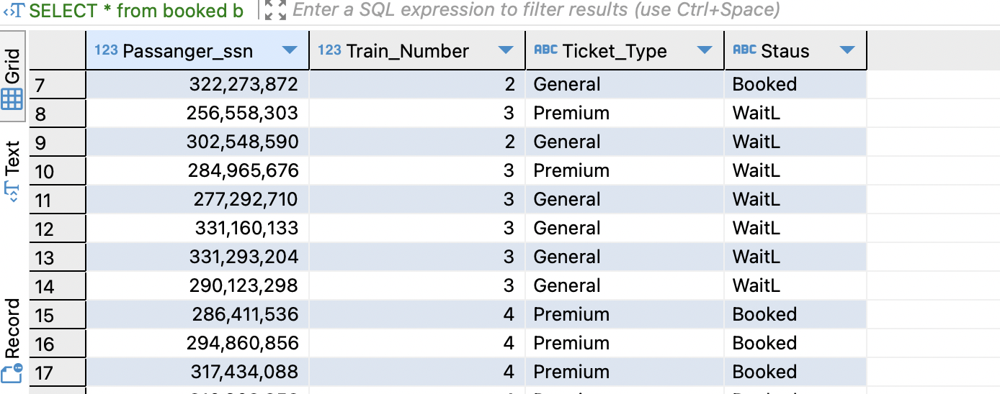 SELECT * from booked b Enter a SQL expression to filter results (use Ctrl+Space)
Grid
Text
Record
123 Passanger_ssn 123 Train_Number ABC Ticket_Type ABC Staus
7 322,273,872 2 General Booked
8 256,558,303 3 Premium WaitL
9 302,548,590 2 General WaitL
10 284,965,676 3 Premium WaitL
11 277,292,710 3 General WaitL
12 331,160,133 3 General WaitL
13 331,293,204 3 General WaitL
14 290,123,298 3 General WaitL
15 286,411,536 4 Premium Booked
16 294,860,856 4 Premium Booked
17 317,434,088 4 Premium Booked